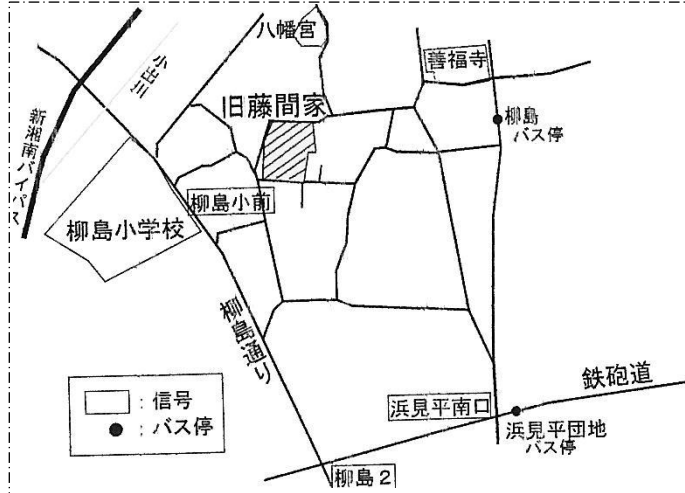 八幡宮
善福寺
小出川
旧藤間家
柳島
バス停
新湘南バイパス
柳島小前
柳島小学校
柳島通り
鉄砲道
□：信号
●：バス停
浜見平南口
浜見平団地
バス停
柳島2